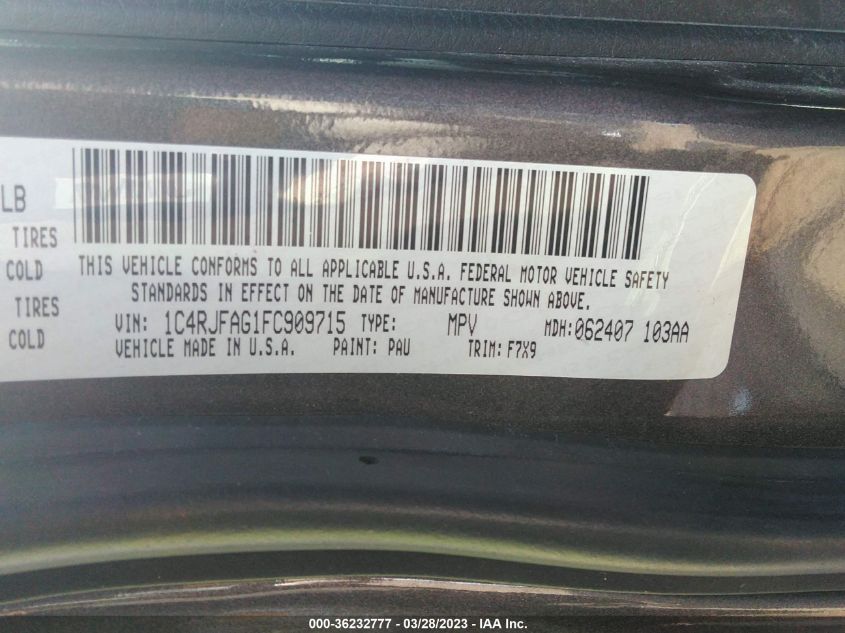 LB
TIRES
COLD
TIRES
COLD
THIS VEHICLE CONFORMS TO ALL APPLICABLE U.S.A. FEDERAL MOTOR VEHICLE SAFETY
STANDARDS IN EFFECT ON THE DATE OF MANUFACTURE SHOWN ABOVE.
VIN: 1C4RJFAG1FC909715 TYPE: MPV MDH:062407 103AA
VEHICLE MADE IN U.S.A. PAINT: PAU TRIM: F7X9
000-36232777 - 03/28/2023 - © IAA Inc.